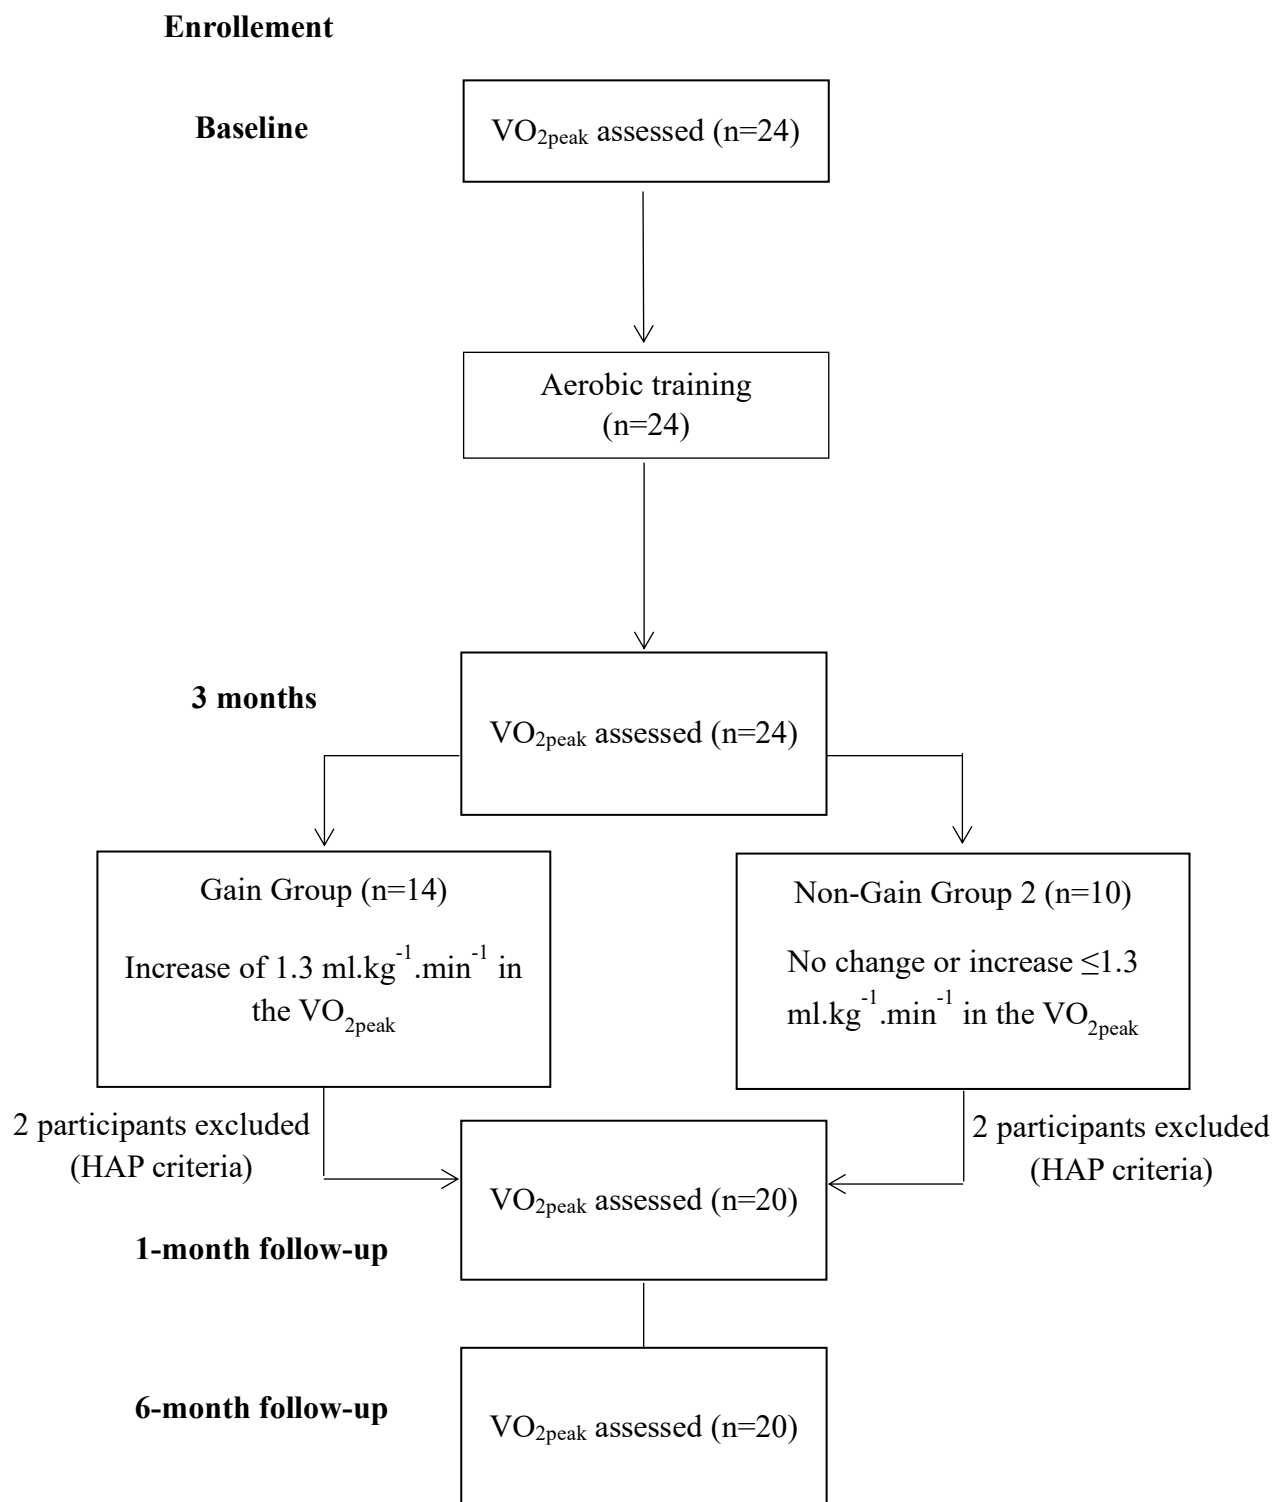 Enrollement
Baseline
VO₂peak assessed (n=24)
Aerobic training
(n=24)
3 months
VO₂peak assessed (n=24)
Gain Group (n=14)
Increase of 1.3 ml.kg⁻¹.min⁻¹ in
the VO₂peak
Non-Gain Group 2 (n=10)
No change or increase ≤1.3
ml.kg⁻¹.min⁻¹ in the VO₂peak
2 participants excluded
(HAP criteria)
2 participants excluded
(HAP criteria)
VO₂peak assessed (n=20)
1-month follow-up
6-month follow-up
VO₂peak assessed (n=20)